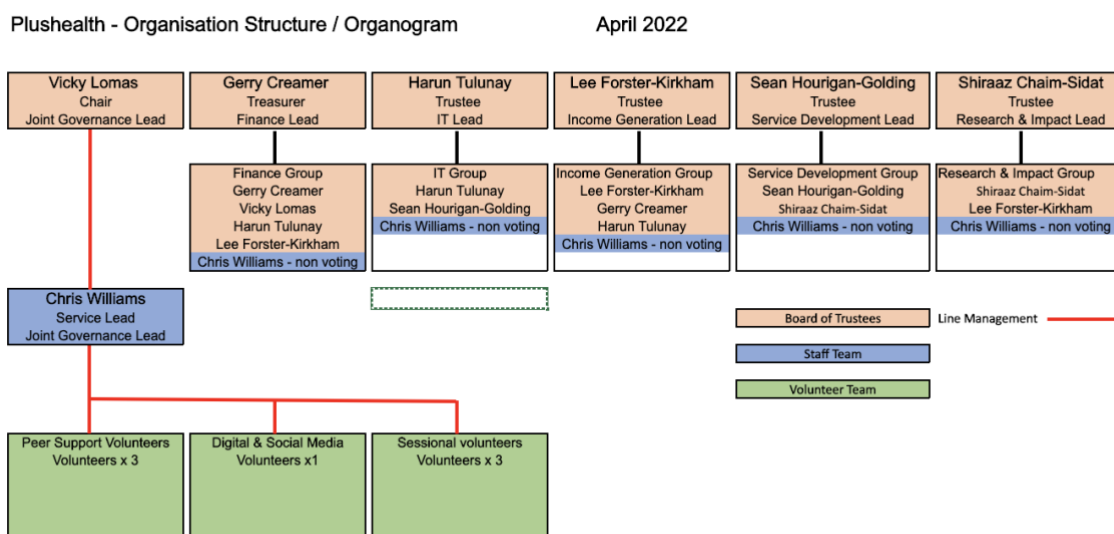 Plushealth - Organisation Structure / Organogram
April 2022
Vicky Lomas
Chair
Joint Governance Lead
Gerry Creamer
Treasurer
Finance Lead
Harun Tulunay
Trustee
IT Lead
Lee Forster-Kirkham
Trustee
Income Generation Lead
Sean Hourigan-Golding
Trustee
Service Development Lead
Shiraaz Chaim-Sidat
Trustee
Research & Impact Lead
Finance Group
Gerry Creamer
Vicky Lomas
Harun Tulunay
Lee Forster-Kirkham
Chris Williams - non voting
IT Group
Harun Tulunay
Sean Hourigan-Golding
Chris Williams - non voting
Income Generation Group
Lee Forster-Kirkham
Gerry Creamer
Harun Tulunay
Chris Williams - non voting
Service Development Group
Sean Hourigan-Golding
Shiraaz Chaim-Sidat
Chris Williams - non voting
Research & Impact Group
Shiraaz Chaim-Sidat
Lee Forster-Kirkham
Chris Williams - non voting
Chris Williams
Service Lead
Joint Governance Lead
Board of Trustees
Line Management
Staff Team
Volunteer Team
Peer Support Volunteers
Volunteers x 3
Digital & Social Media
Volunteers x1
Sessional volunteers
Volunteers x 3